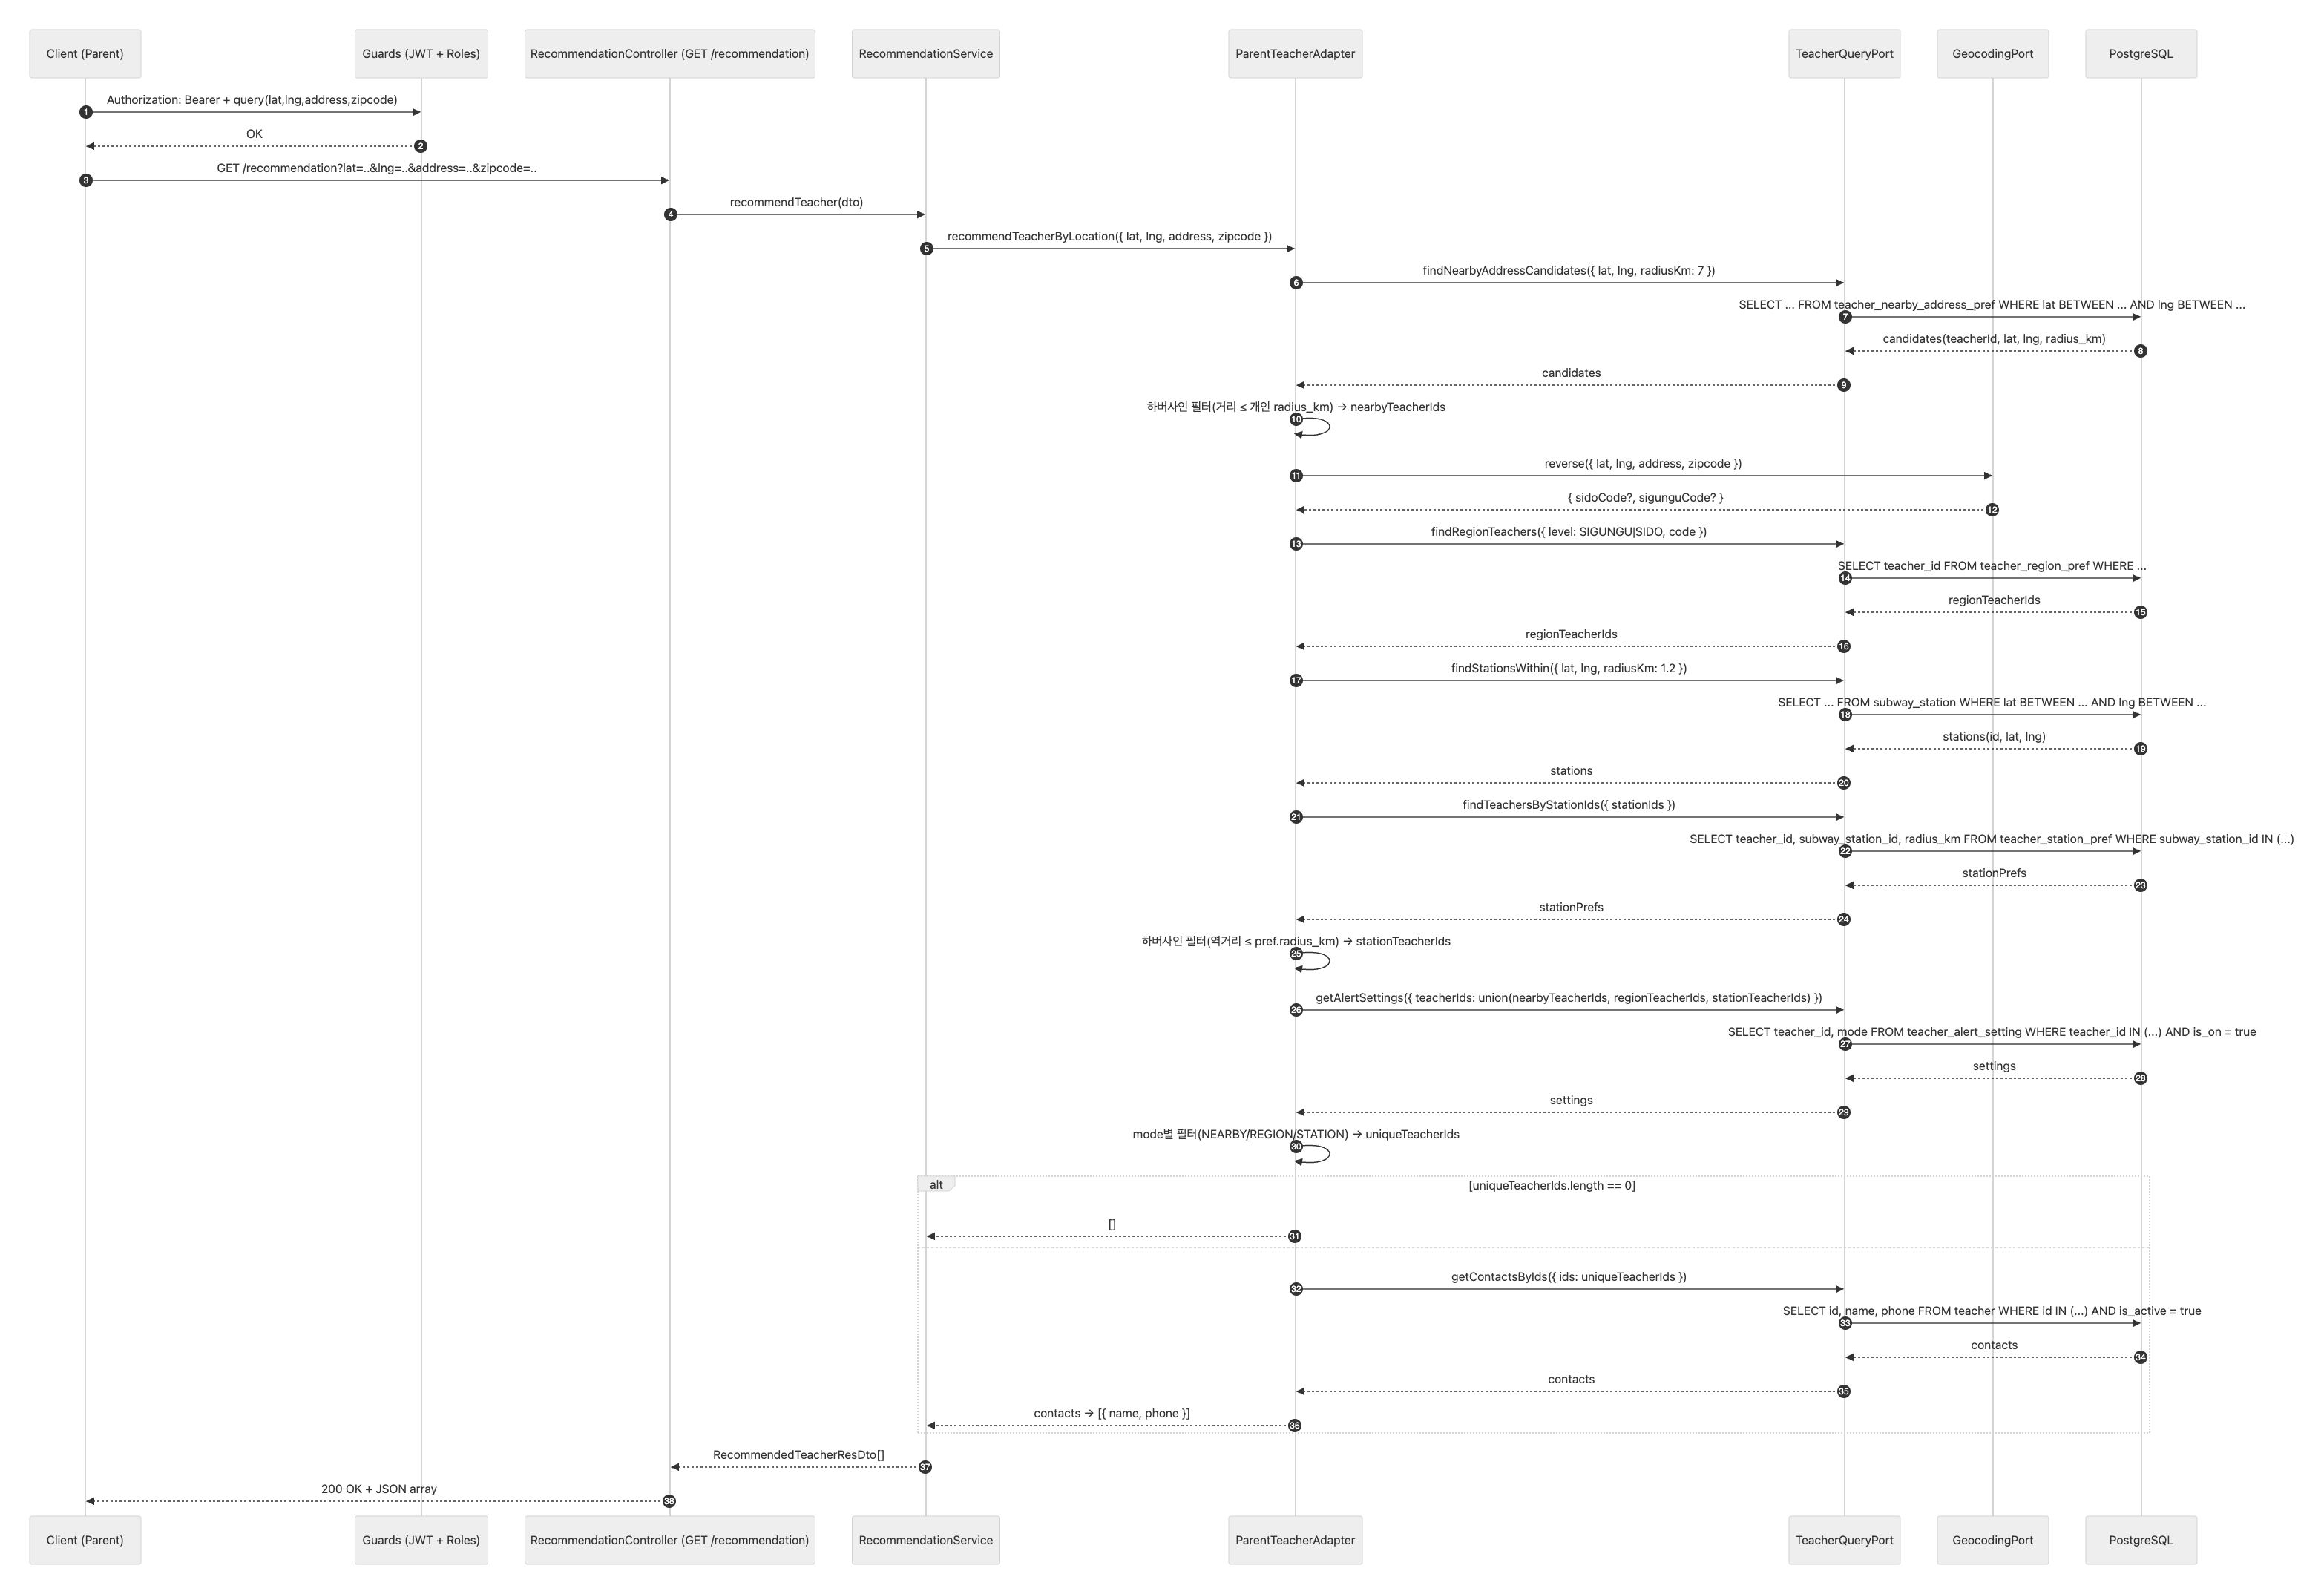 Client (Parent)
Guards (JWT + Roles)
RecommendationController (GET /recommendation)
RecommendationService
ParentTeacherAdapter
TeacherQueryPort
GeocodingPort
PostgreSQL
Authorization: Bearer + query(lat,lng,address,zipcode)
1
OK
2
GET /recommendation?lat=..&lng=..&address=..&zipcode=..
3
recommendTeacher(dto)
4
recommendTeacherByLocation({ lat, lng, address, zipcode })
5
findNearbyAddressCandidates({ lat, lng, radiusKm: 7 })
6
SELECT ... FROM teacher_nearby_address_pref WHERE lat BETWEEN ... AND lng BETWEEN ...
7
candidates(teacherId, lat, lng, radius_km)
8
candidates
9
하버사인 필터(거리 ≤ 개인 radius_km) → nearbyTeacherIds
10
reverse({ lat, lng, address, zipcode })
11
{ sidoCode?, sigunguCode? }
12
findRegionTeachers({ level: SIGUNGU|SIDO, code })
13
SELECT teacher_id FROM teacher_region_pref WHERE ...
14
regionTeacherIds
15
regionTeacherIds
16
findStationsWithin({ lat, lng, radiusKm: 1.2 })
17
SELECT ... FROM subway_station WHERE lat BETWEEN ... AND lng BETWEEN ...
18
stations(id, lat, lng)
19
stations
20
findTeachersByStationIds({ stationIds })
21
SELECT teacher_id, subway_station_id, radius_km FROM teacher_station_pref WHERE subway_station_id IN (...)
22
stationPrefs
23
stationPrefs
24
하버사인 필터(역거리 ≤ pref.radius_km) → stationTeacherIds
25
getAlertSettings({ teacherIds: union(nearbyTeacherIds, regionTeacherIds, stationTeacherIds) })
26
SELECT teacher_id, mode FROM teacher_alert_setting WHERE teacher_id IN (...) AND is_on = true
27
settings
28
settings
29
mode별 필터(NEARBY/REGION/STATION) → uniqueTeacherIds
30
alt
[uniqueTeacherIds.length == 0]
[]
31
getContactsByIds({ ids: uniqueTeacherIds })
32
SELECT id, name, phone FROM teacher WHERE id IN (...) AND is_active = true
33
contacts
34
contacts
35
contacts → [{ name, phone }]
36
RecommendedTeacherResDto[]
37
200 OK + JSON array
38
Client (Parent)
Guards (JWT + Roles)
RecommendationController (GET /recommendation)
RecommendationService
ParentTeacherAdapter
TeacherQueryPort
GeocodingPort
PostgreSQL